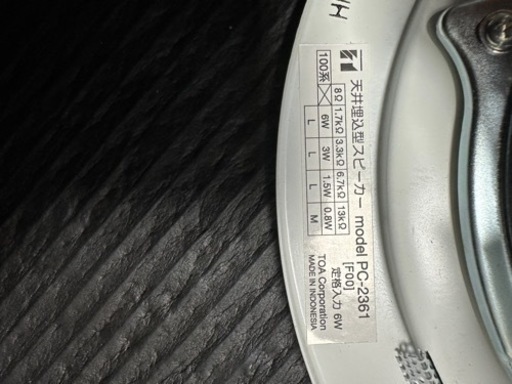 天井埋込型スピーカー model PC-2361
[F00]
8Ω 1.7kΩ 3.3kΩ 6.7kΩ 13kΩ
100系 6W 3W 1.5W 0.8W
L L L M
定格入力 6W
TOA Corporation
MADE IN INDONESIA